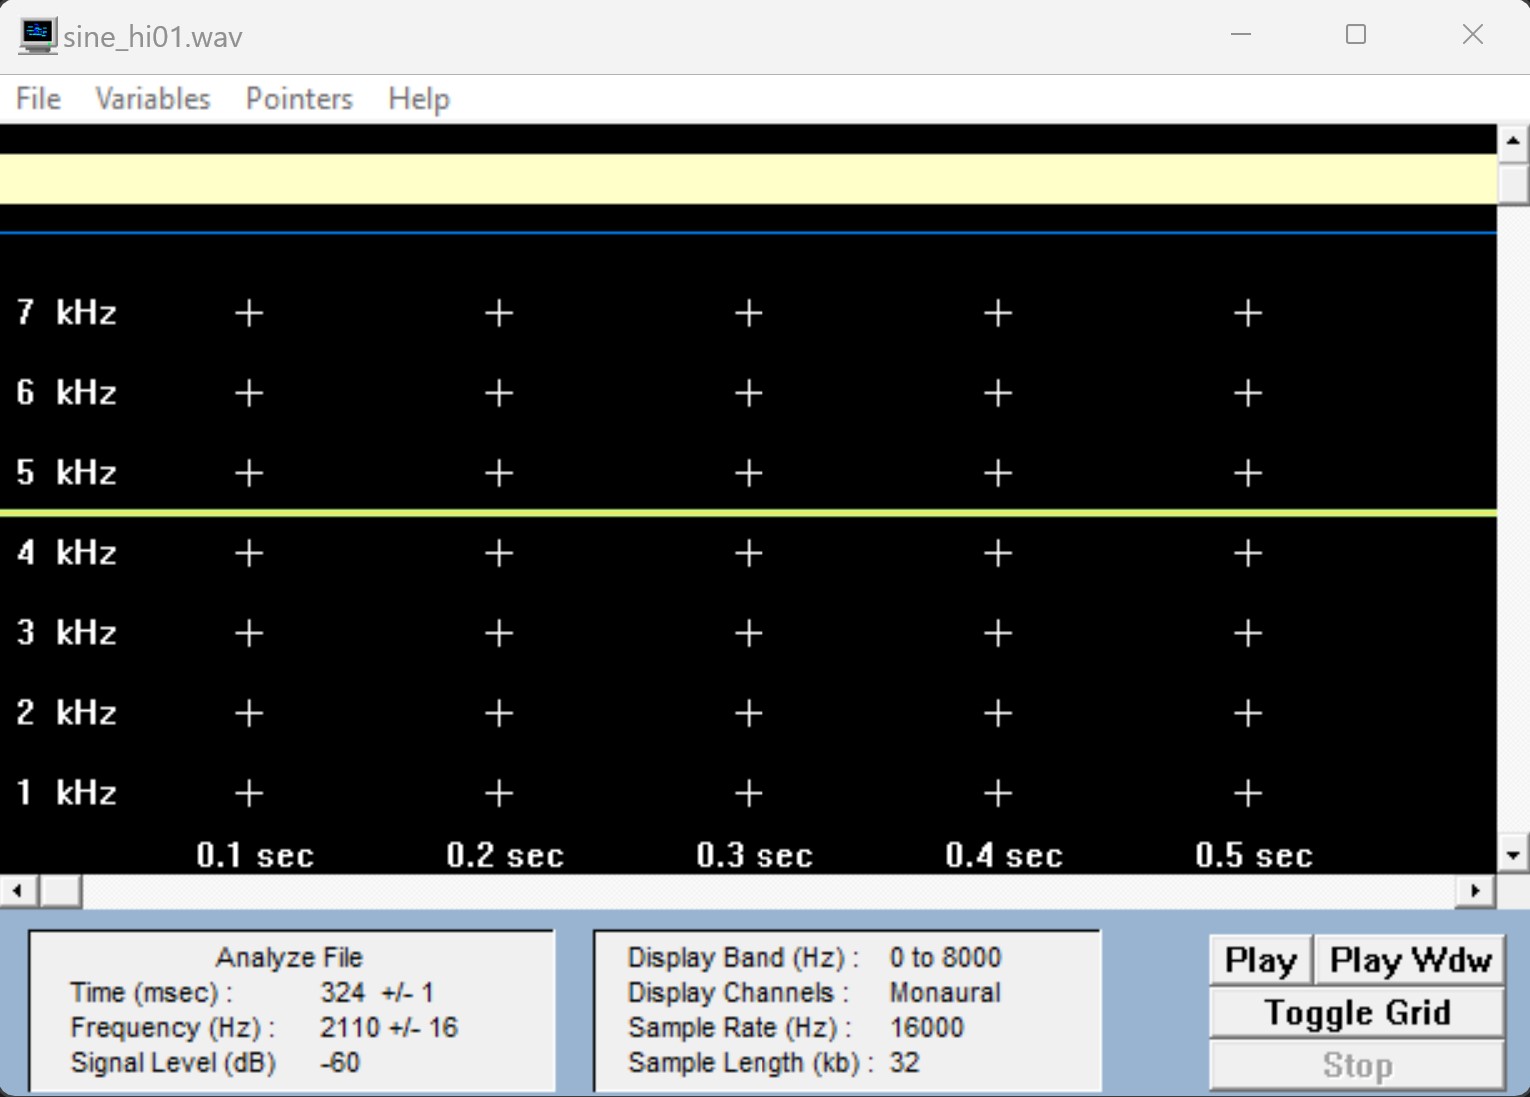 sine_hi01.wav
File Variables Pointers Help
7 kHz
6 kHz
5 kHz
4 kHz
3 kHz
2 kHz
1 kHz
0.1 sec 0.2 sec 0.3 sec 0.4 sec 0.5 sec
Analyze File
Time (msec) : 324 +/- 1
Frequency (Hz) : 2110 +/- 16
Signal Level (dB) -60
Display Band (Hz) : 0 to 8000
Display Channels : Monaural
Sample Rate (Hz) : 16000
Sample Length (kb) : 32
Play Play Wdw
Toggle Grid
Stop